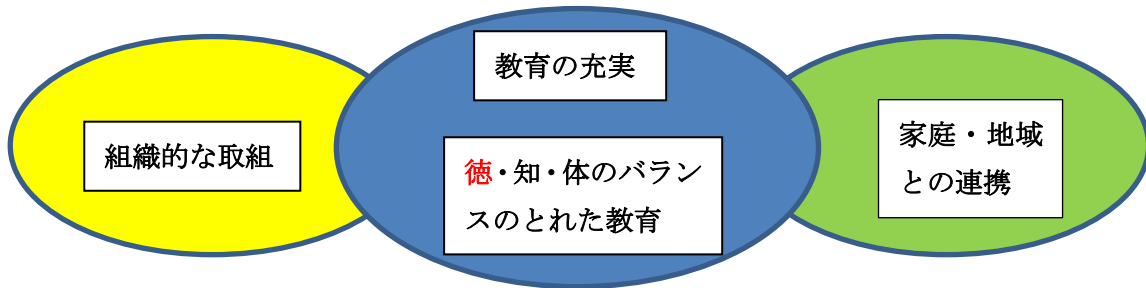 組織的な取組
教育の充実
徳・知・体のバラン
スのとれた教育
家庭・地域
との連携